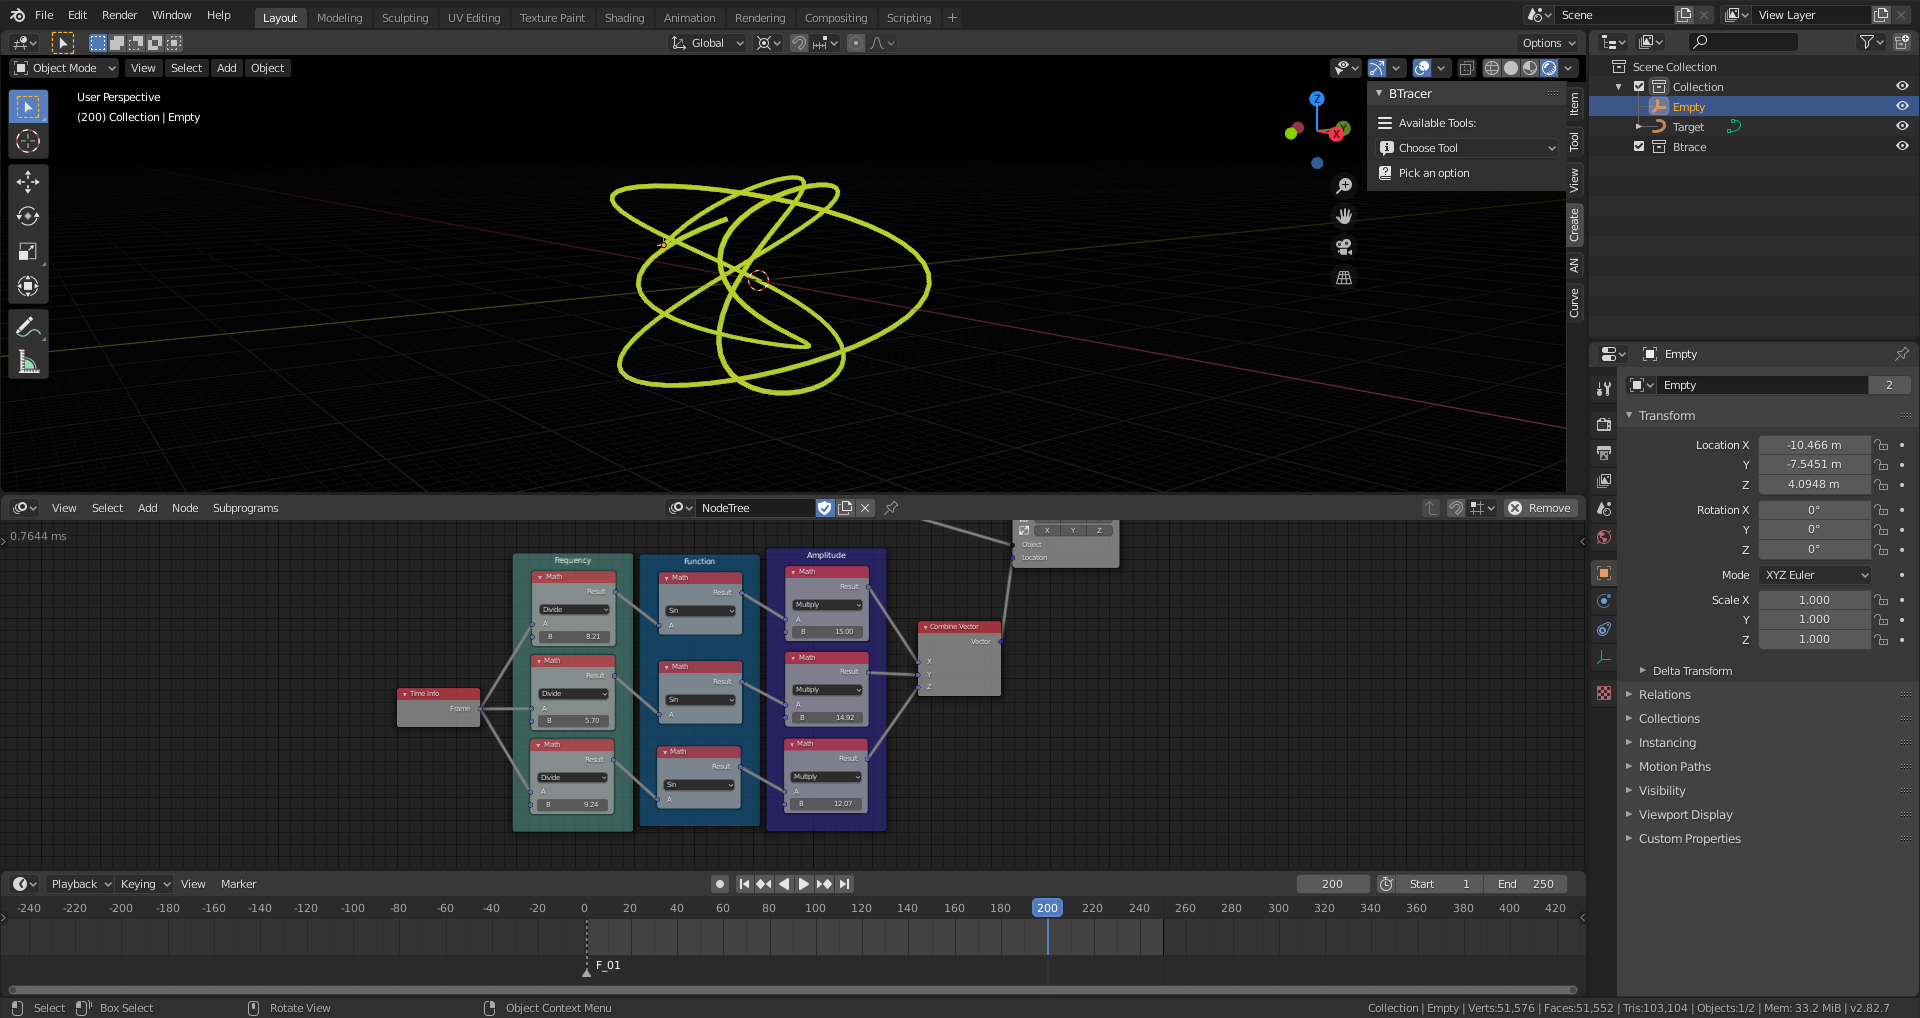 File Edit Render Window Help Layout Modeling Sculpting UV Editing Texture Paint Shading Animation Rendering Compositing Scripting + Scene View Layer
Global Options
Object Mode View Select Add Object
User Perspective
(200) Collection | Empty
Z
X
Y
BTracer
Available Tools:
Choose Tool
Pick an option
Item
Tool
View
Create
AN
Curve
Scene Collection
Collection
Empty
Target
Btrace
Empty
Empty 2
Transform
Location X -10.466 m
Y -7.5451 m
Z 4.0948 m
Rotation X 0°
Y 0°
Z 0°
Mode XYZ Euler
Scale X 1.000
Y 1.000
Z 1.000
Delta Transform
Relations
Collections
Instancing
Motion Paths
Visibility
Viewport Display
Custom Properties
View Select Add Node Subprograms NodeTree Remove
0.7644 ms
Time Info
Frame
Frequency
Math
Result
Divide
A
B 8.21
Math
Result
Divide
A
B 5.70
Math
Result
Divide
A
B 9.24
Function
Math
Result
Sin
A
Math
Result
Sin
A
Math
Result
Sin
A
Amplitude
Math
Result
Multiply
A
B 15.00
Math
Result
Multiply
A
B 14.92
Math
Result
Multiply
A
B 12.07
Combine Vector
Vector
X
Y
Z
X Y Z
Object
Location
Playback Keying View Marker 200 Start 1 End 250
-240 -220 -200 -180 -160 -140 -120 -100 -80 -60 -40 -20 0 20 40 60 80 100 120 140 160 180 200 220 240 260 280 300 320 340 360 380 400 420
F_01
Select Box Select Rotate View Object Context Menu Collection | Empty | Verts:51,576 | Faces:51,552 | Tris:103,104 | Objects:1/2 | Mem: 33.2 MiB | v2.82.7